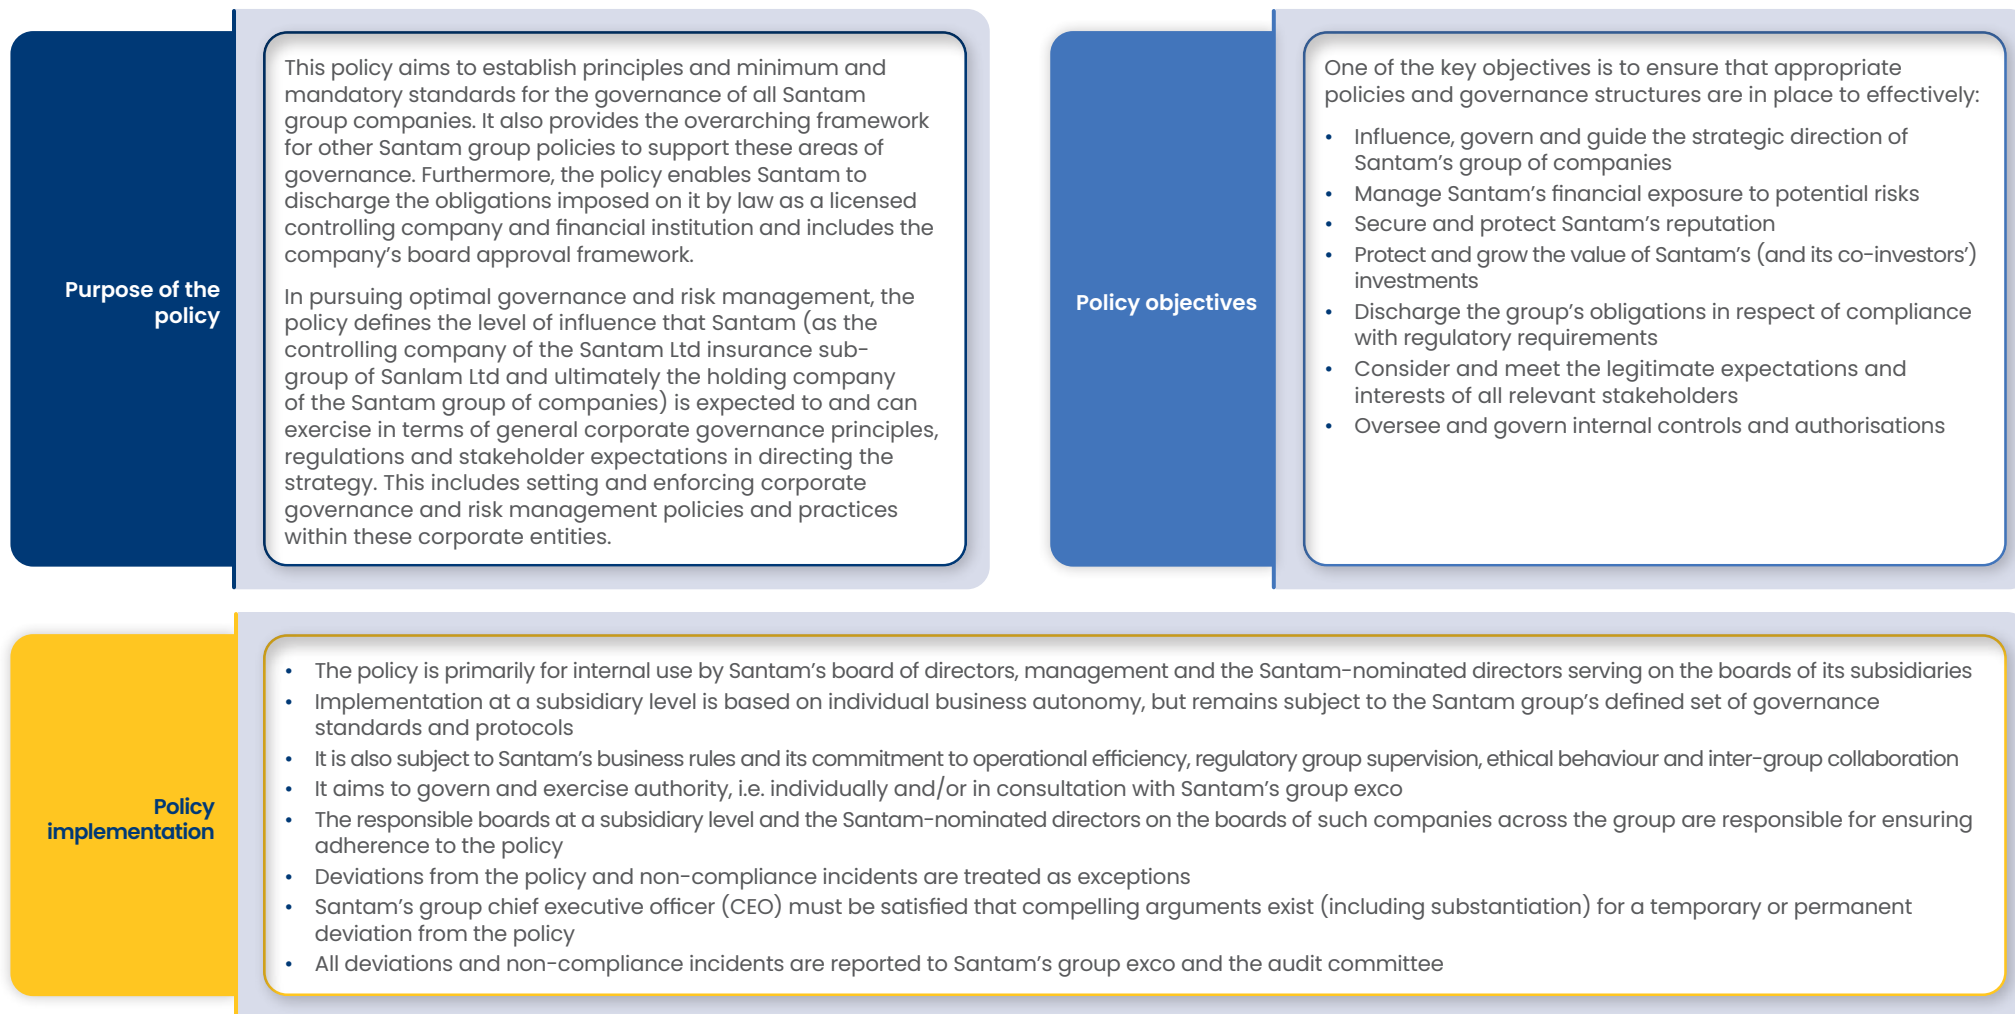 Purpose of the
policy
This policy aims to establish principles and minimum and
mandatory standards for the governance of all Santam
group companies. It also provides the overarching framework
for other Santam group policies to support these areas of
governance. Furthermore, the policy enables Santam to
discharge the obligations imposed on it by law as a licensed
controlling company and financial institution and includes the
company’s board approval framework.
In pursuing optimal governance and risk management, the
policy defines the level of influence that Santam (as the
controlling company of the Santam Ltd insurance sub-
group of Sanlam Ltd and ultimately the holding company
of the Santam group of companies) is expected to and can
exercise in terms of general corporate governance principles,
regulations and stakeholder expectations in directing the
strategy. This includes setting and enforcing corporate
governance and risk management policies and practices
within these corporate entities.
Policy objectives
One of the key objectives is to ensure that appropriate
policies and governance structures are in place to effectively:
• Influence, govern and guide the strategic direction of
Santam’s group of companies
• Manage Santam’s financial exposure to potential risks
• Secure and protect Santam’s reputation
• Protect and grow the value of Santam’s (and its co-investors’)
investments
• Discharge the group’s obligations in respect of compliance
with regulatory requirements
• Consider and meet the legitimate expectations and
interests of all relevant stakeholders
• Oversee and govern internal controls and authorisations
Policy
implementation
• The policy is primarily for internal use by Santam’s board of directors, management and the Santam-nominated directors serving on the boards of its subsidiaries
• Implementation at a subsidiary level is based on individual business autonomy, but remains subject to the Santam group’s defined set of governance
standards and protocols
• It is also subject to Santam’s business rules and its commitment to operational efficiency, regulatory group supervision, ethical behaviour and inter-group collaboration
• It aims to govern and exercise authority, i.e. individually and/or in consultation with Santam’s group exco
• The responsible boards at a subsidiary level and the Santam-nominated directors on the boards of such companies across the group are responsible for ensuring
adherence to the policy
• Deviations from the policy and non-compliance incidents are treated as exceptions
• Santam’s group chief executive officer (CEO) must be satisfied that compelling arguments exist (including substantiation) for a temporary or permanent
deviation from the policy
• All deviations and non-compliance incidents are reported to Santam’s group exco and the audit committee